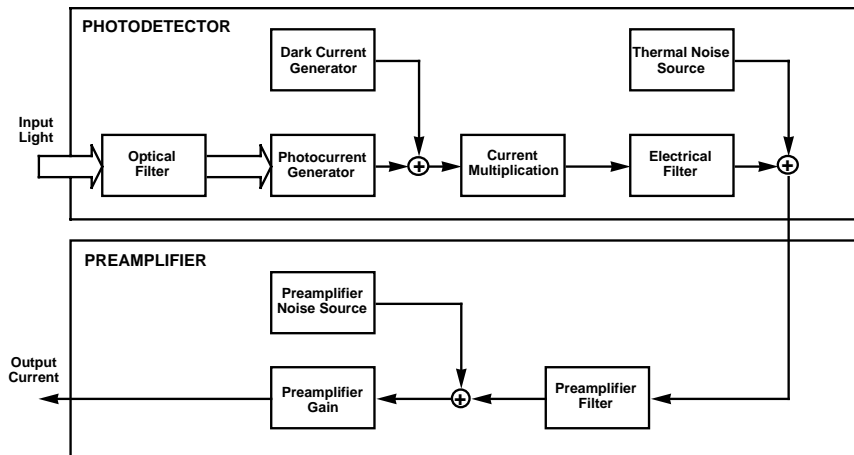 PHOTODETECTOR
Dark Current
Generator
Thermal Noise
Source
Input
Light
Optical
Filter
Photocurrent
Generator
+
Current
Multiplication
Electrical
Filter
+
PREAMPLIFIER
Preamplifier
Noise Source
Output
Current
Preamplifier
Gain
+
Preamplifier
Filter